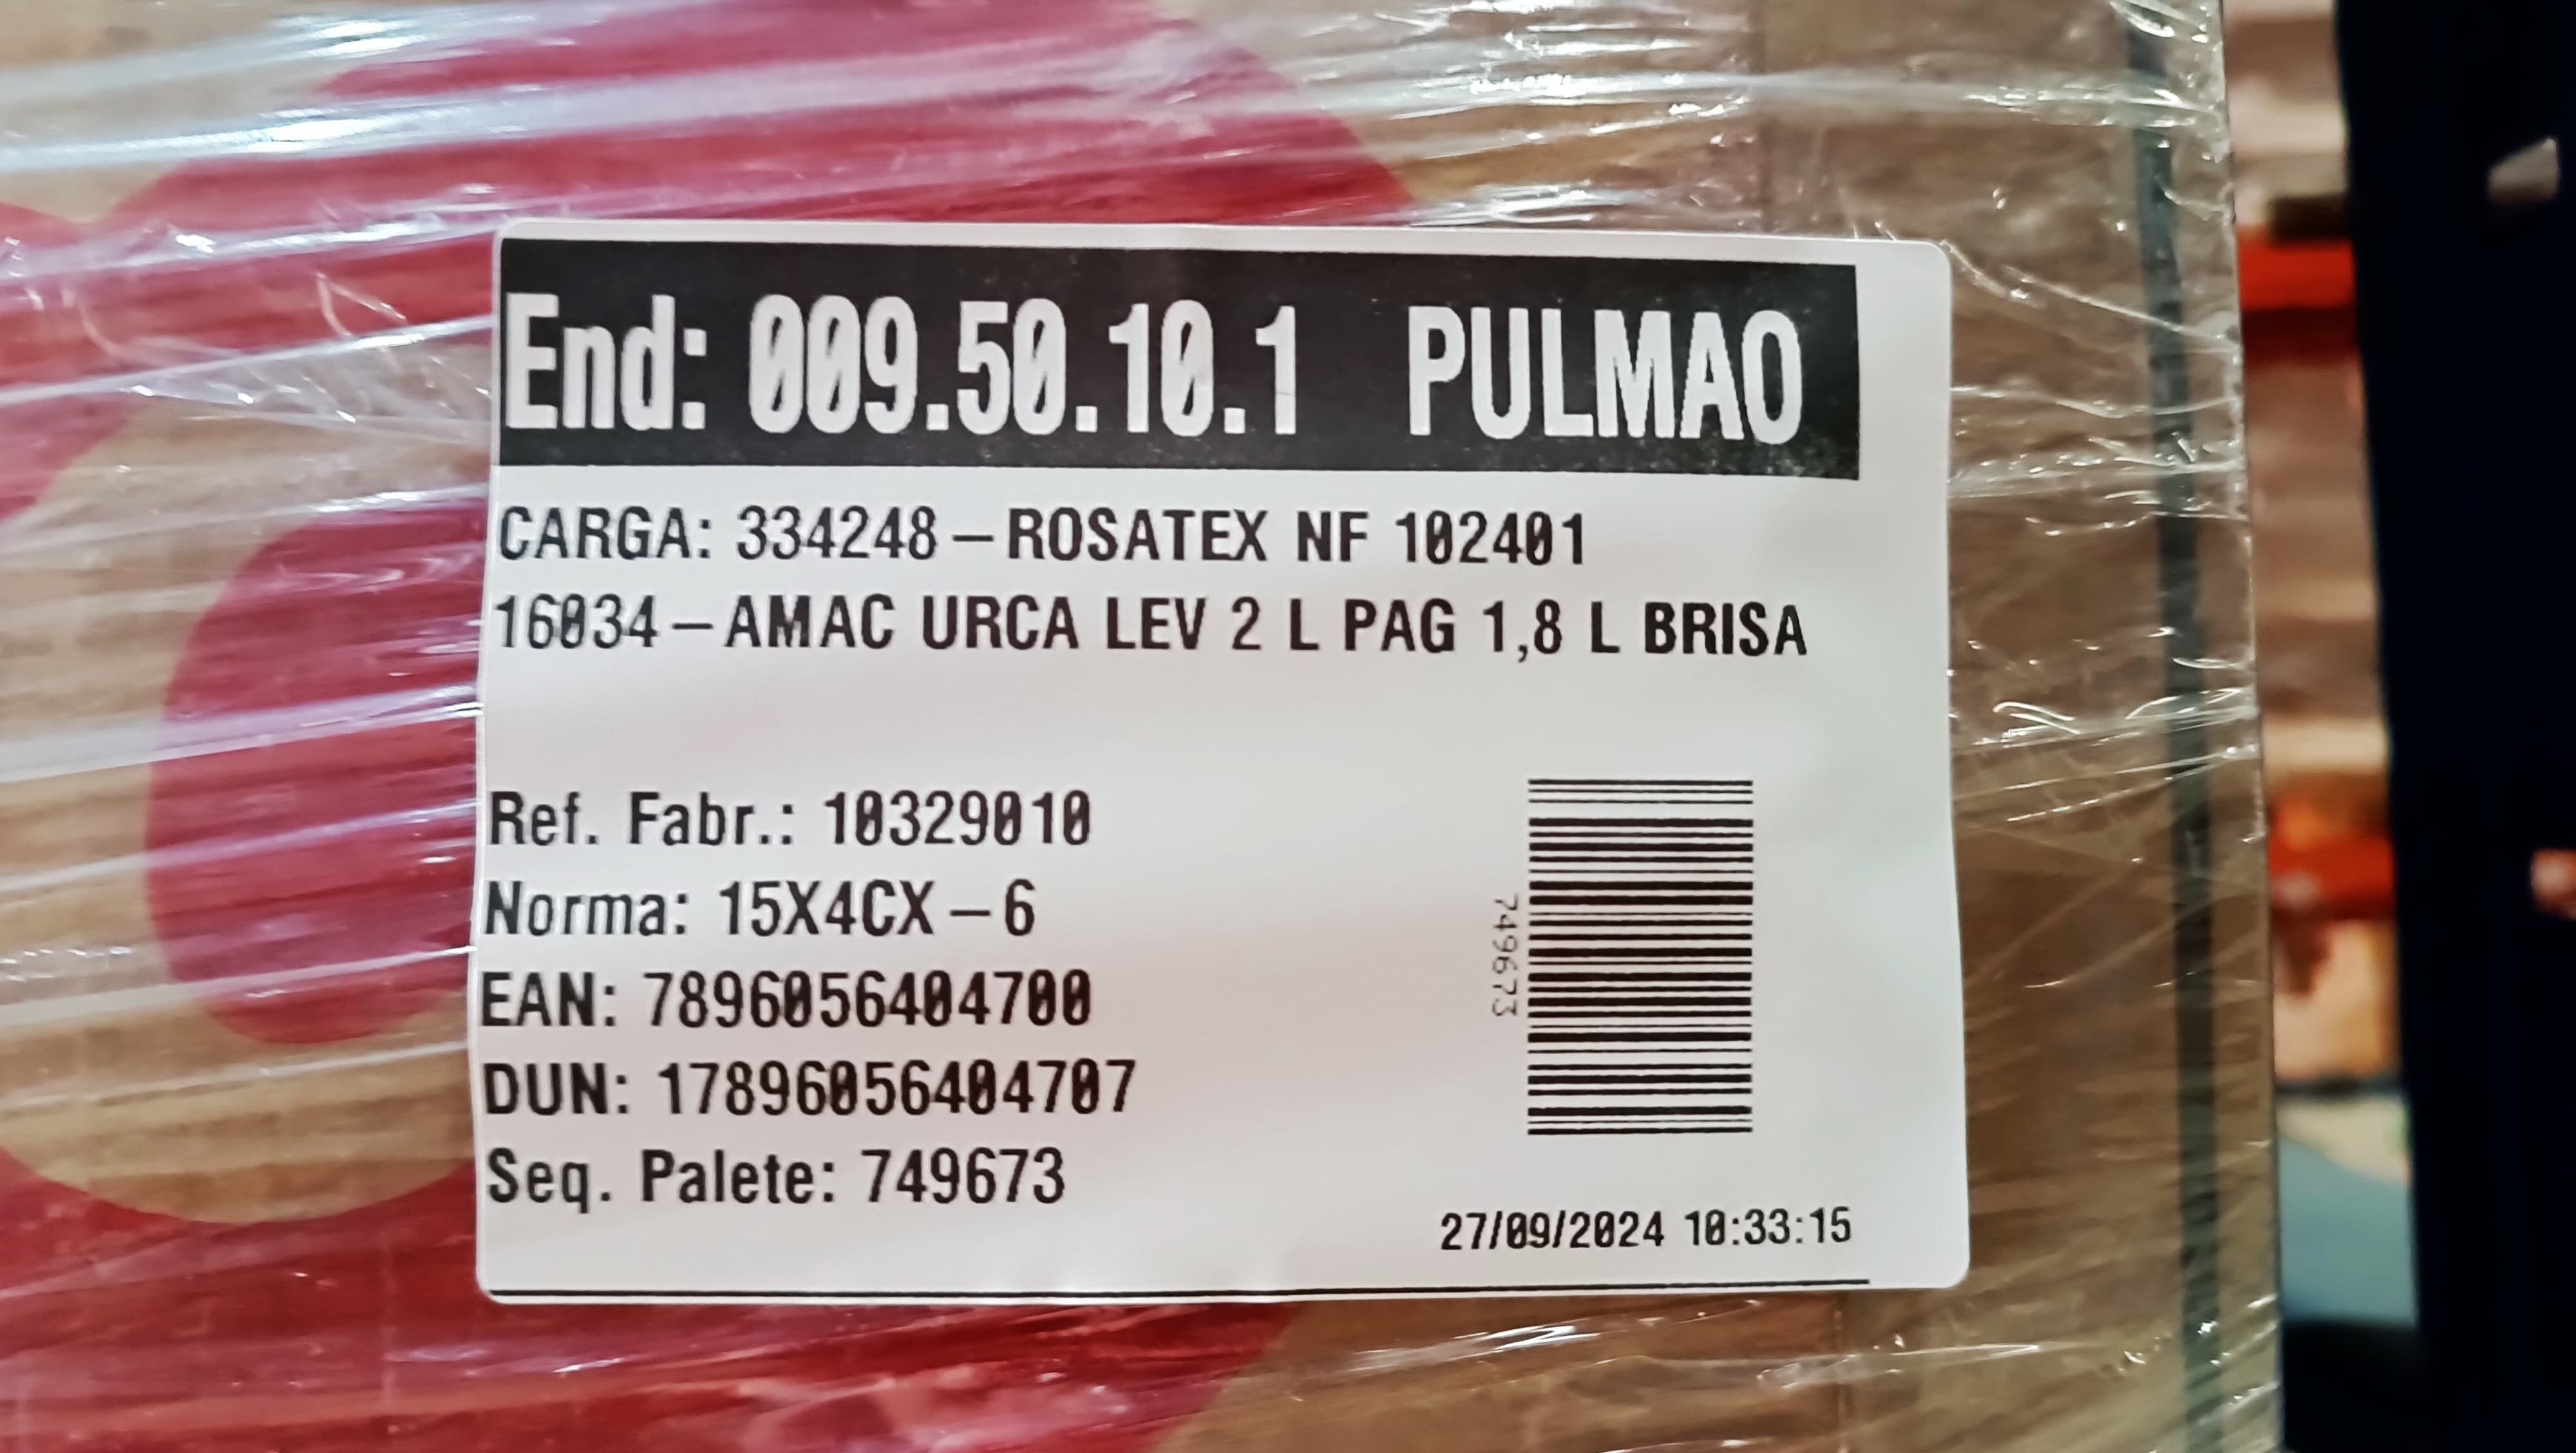 End: 009.50.10.1 PULMAO
CARGA: 334248 – ROSATEX NF 102401
16034 – AMAC URCA LEV 2 L PAG 1,8 L BRISA
Ref. Fabr.: 10329010
Norma: 15X4CX – 6
EAN: 7896056404700
DUN: 17896056404707
Seq. Palete: 749673
749673
27/09/2024 10:33:15